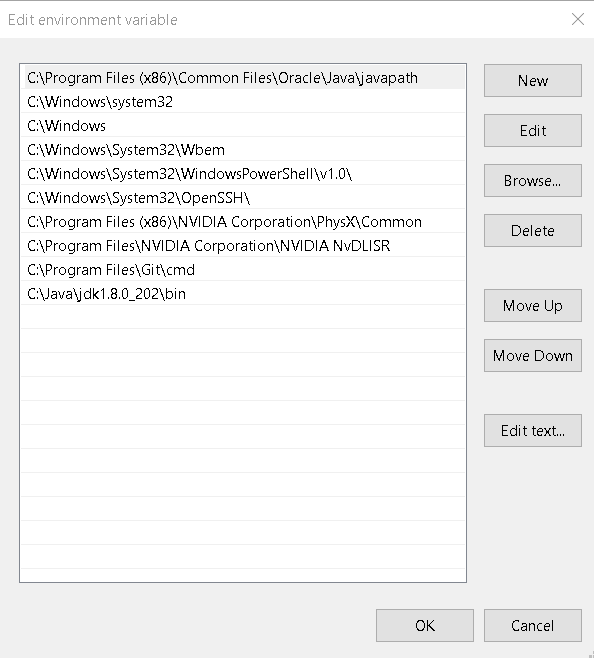 Edit environment variable
C:\Program Files (x86)\Common Files\Oracle\Java\javapath
C:\Windows\system32
C:\Windows
C:\Windows\System32\Wbem
C:\Windows\System32\WindowsPowerShell\v1.0\
C:\Windows\System32\OpenSSH\
C:\Program Files (x86)\NVIDIA Corporation\PhysX\Common
C:\Program Files\NVIDIA Corporation\NVIDIA NvDLISR
C:\Program Files\Git\cmd
C:\Java\jdk1.8.0_202\bin
New
Edit
Browse...
Delete
Move Up
Move Down
Edit text...
OK
Cancel